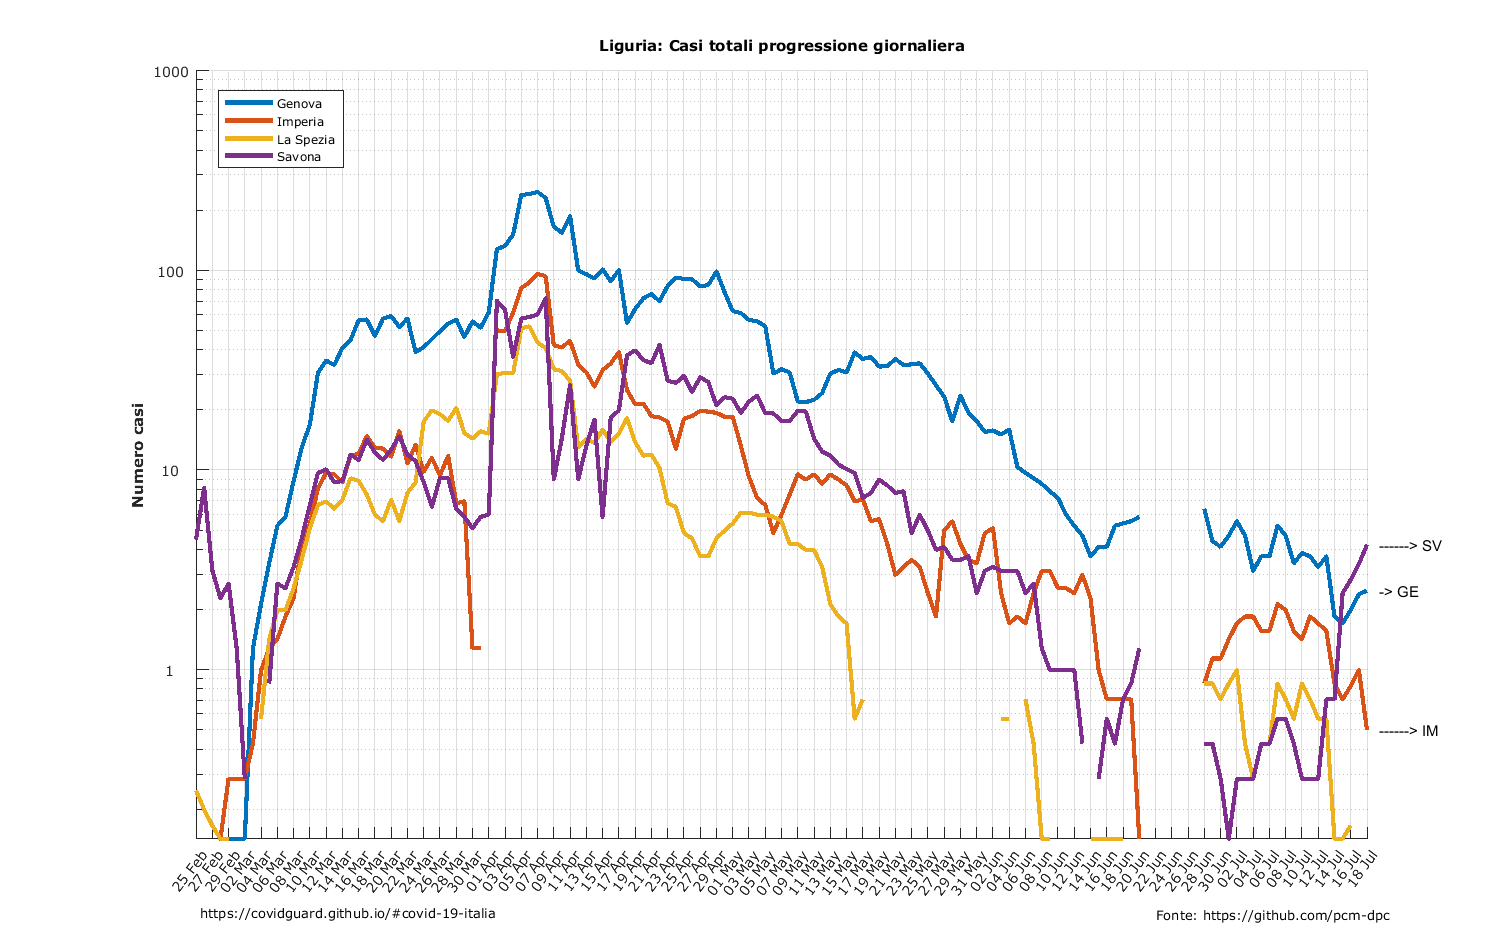 Liguria: Casi totali progressione giornaliera
1000
100
10
1
Numero casi
Genova
Imperia
La Spezia
Savona
------> SV
-> GE
------> IM
25 Feb
27 Feb
29 Feb
02 Mar
04 Mar
06 Mar
08 Mar
10 Mar
12 Mar
14 Mar
16 Mar
18 Mar
20 Mar
22 Mar
24 Mar
26 Mar
28 Mar
30 Mar
01 Apr
03 Apr
05 Apr
07 Apr
09 Apr
11 Apr
13 Apr
15 Apr
17 Apr
19 Apr
21 Apr
23 Apr
25 Apr
27 Apr
29 Apr
01 May
03 May
05 May
07 May
09 May
11 May
13 May
15 May
17 May
19 May
21 May
23 May
25 May
27 May
29 May
31 May
02 Jun
04 Jun
06 Jun
08 Jun
10 Jun
12 Jun
14 Jun
16 Jun
18 Jun
20 Jun
22 Jun
24 Jun
26 Jun
28 Jun
30 Jun
02 Jul
04 Jul
06 Jul
08 Jul
10 Jul
12 Jul
14 Jul
16 Jul
18 Jul
https://covidguard.github.io/#covid-19-italia
Fonte: https://github.com/pcm-dpc